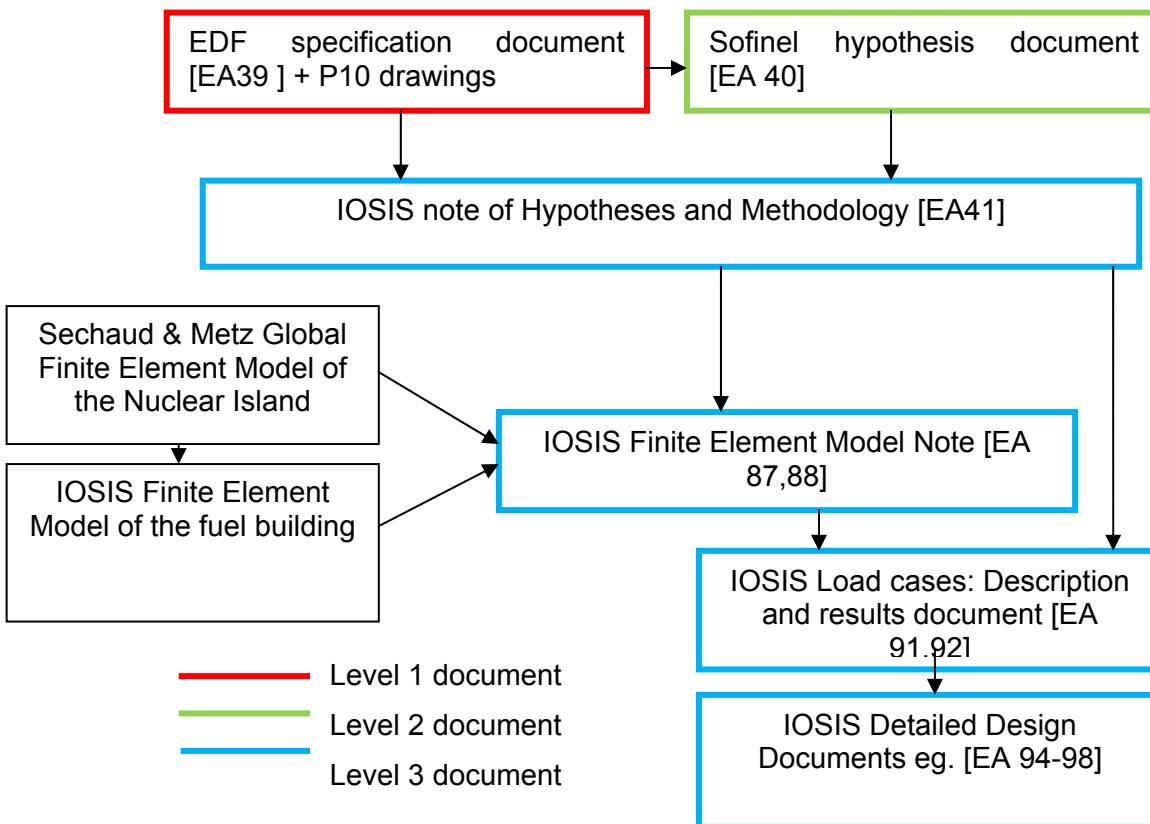 EDF specification document
[EA39 ] + P10 drawings
Sofinel hypothesis document
[EA 40]
IOSIS note of Hypotheses and Methodology [EA41]
Sechaud & Metz Global
Finite Element Model of
the Nuclear Island
IOSIS Finite Element Model Note [EA
87,88]
IOSIS Finite Element
Model of the fuel building
IOSIS Load cases: Description
and results document [EA
91,92]
Level 1 document
Level 2 document
Level 3 document
IOSIS Detailed Design
Documents eg. [EA 94-98]